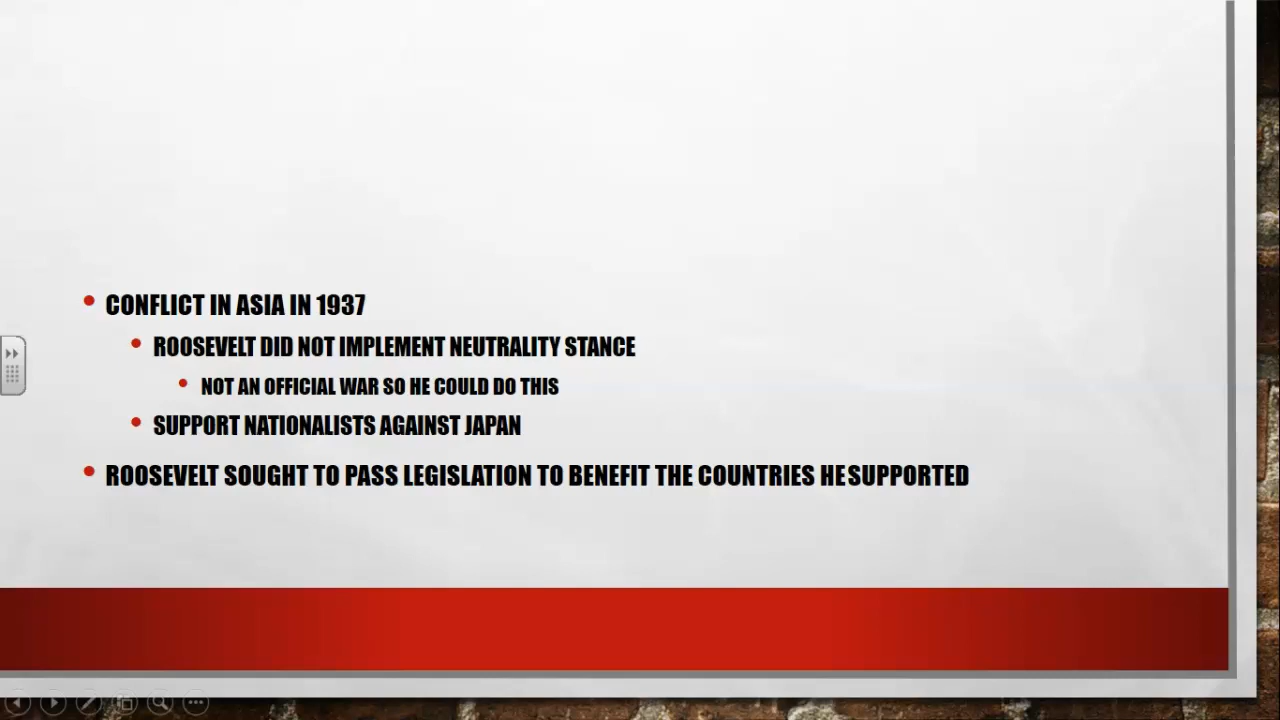 CONFLICT IN ASIA IN 1937
ROOSEVELT DID NOT IMPLEMENT NEUTRALITY STANCE
NOT AN OFFICIAL WAR SO HE COULD DO THIS
SUPPORT NATIONALISTS AGAINST JAPAN
ROOSEVELT SOUGHT TO PASS LEGISLATION TO BENEFIT THE COUNTRIES HE SUPPORTED